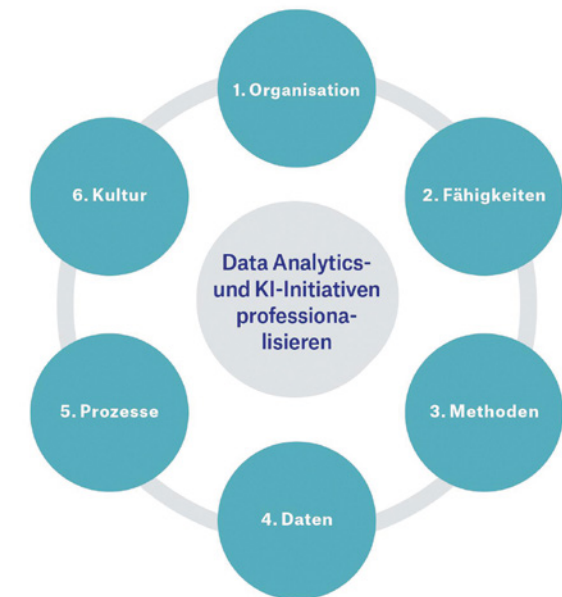 1. Organisation
2. Fähigkeiten
3. Methoden
4. Daten
5. Prozesse
6. Kultur
Data Analytics-
und KI-Initiativen
professiona-
lisieren